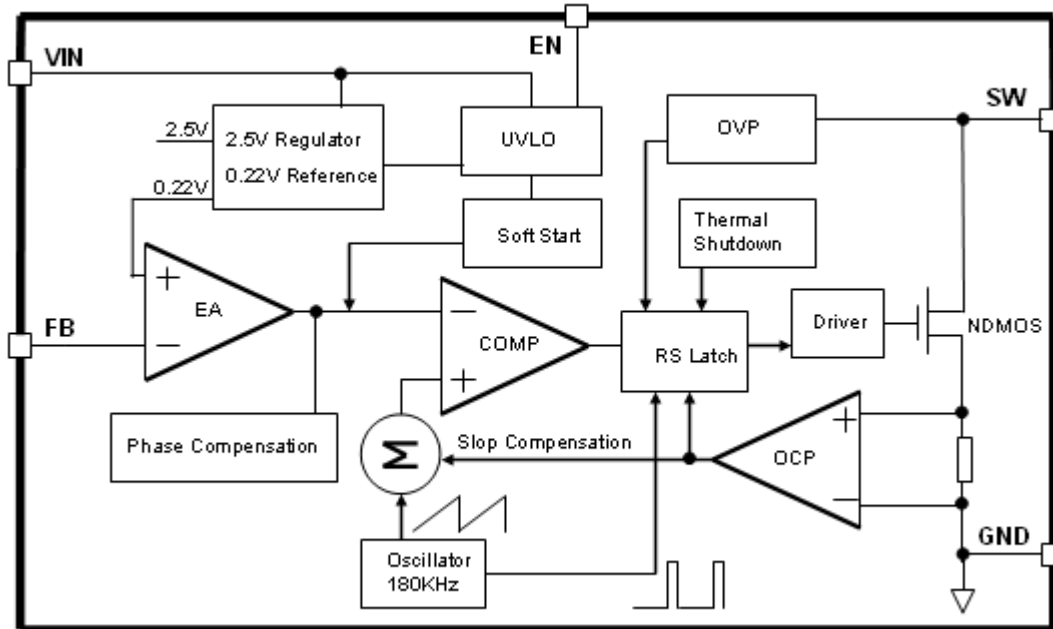 EN
VIN
SW
2.5V
2.5V Regulator
0.22V Reference
UVLO
OVP
0.22V
Soft Start
Thermal
Shutdown
+
EA
−
FB
−
COMP
+
RS Latch
Driver
NDMOS
Phase Compensation
Σ
Slop Compensation
+
OCP
−
GND
Oscillator
180KHz